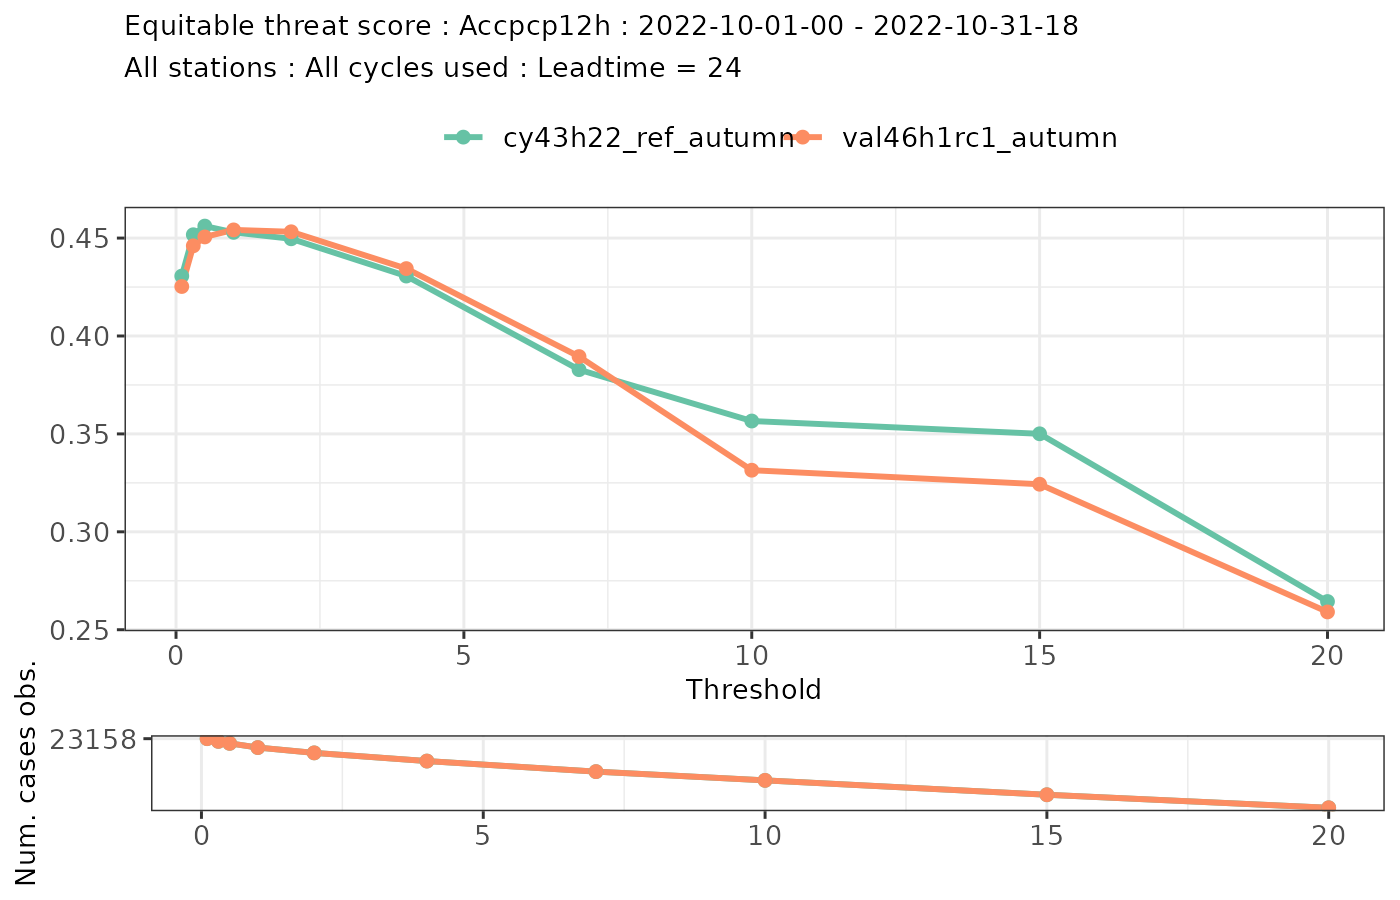 Equitable threat score : Accpcp12h : 2022-10-01-00 - 2022-10-31-18
All stations : All cycles used : Leadtime = 24
cy43h22_ref_autumn val46h1rc1_autumn
0.45
0.40
0.35
0.30
0.25
0 5 10 15 20
Threshold
Num. cases obs.
23158
0 5 10 15 20